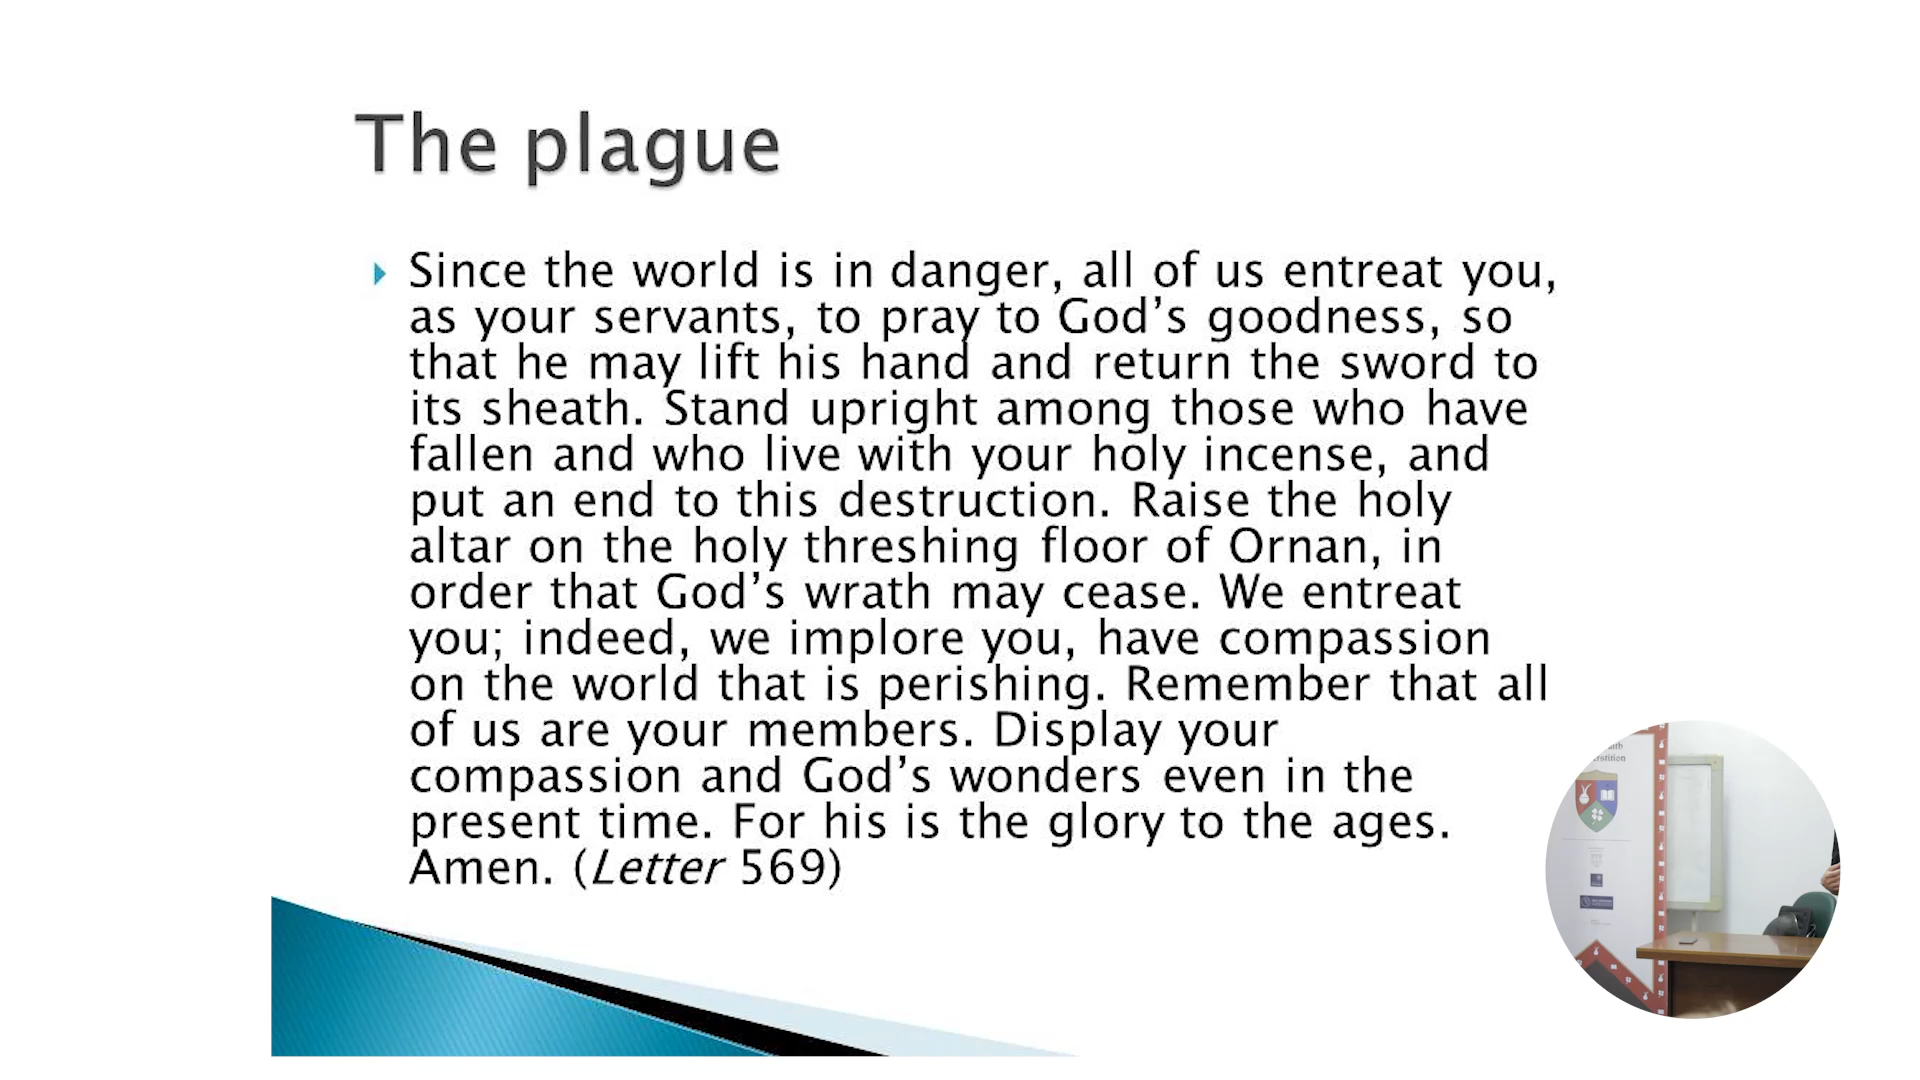 The plague
Since the world is in danger, all of us entreat you,
as your servants, to pray to God's goodness, so
that he may lift his hand and return the sword to
its sheath. Stand upright among those who have
fallen and who live with your holy incense, and
put an end to this destruction. Raise the holy
altar on the holy threshing floor of Ornan, in
order that God's wrath may cease. We entreat
you; indeed, we implore you, have compassion
on the world that is perishing. Remember that all
of us are your members. Display your
compassion and God's wonders even in the
present time. For his is the glory to the ages.
Amen. (Letter 569)